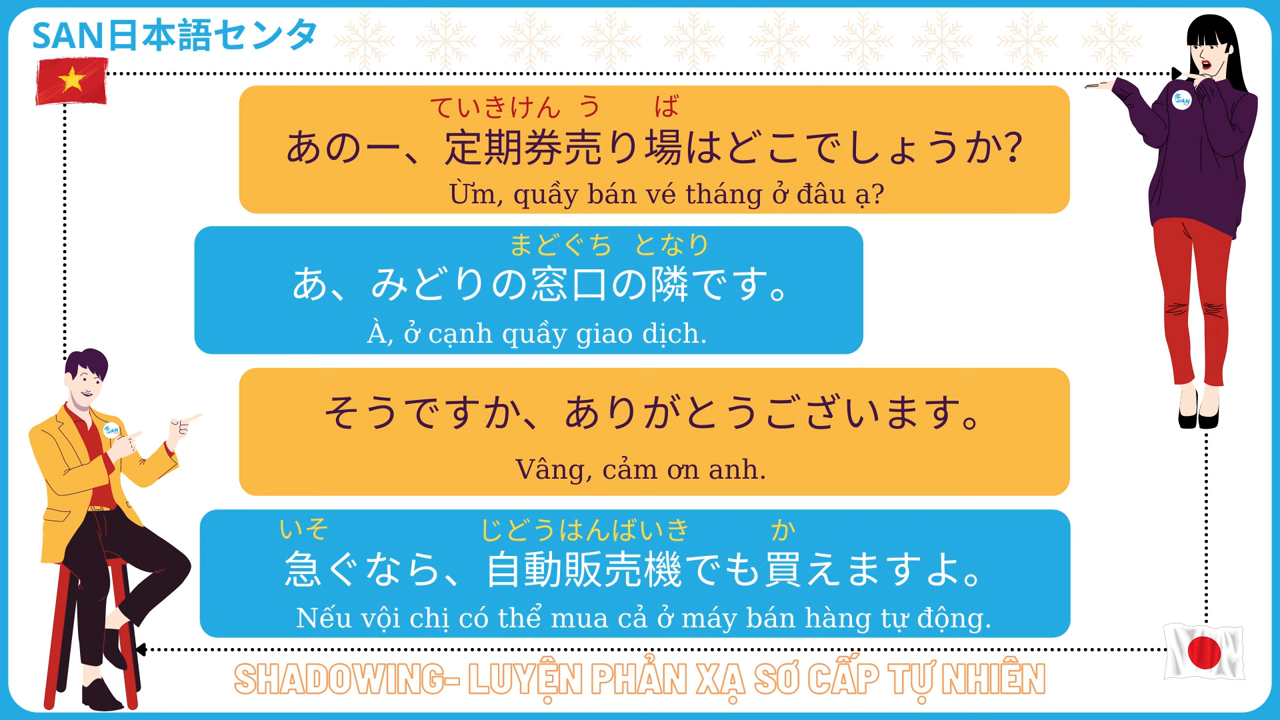 SAN日本語センタ
ていきけん う ば
あのー、定期券売り場はどこでしょうか?
Ừm, quầy bán vé tháng ở đâu ạ?
まどぐち となり
あ、みどりの窓口の隣です。
À, ở cạnh quầy giao dịch.
そうですか、ありがとうございます。
Vâng, cảm ơn anh.
いそ じどうはんばいき か
急ぐなら、自動販売機でも買えますよ。
Nếu vội chị có thể mua cả ở máy bán hàng tự động.
SHADOWING- LUYỆN PHẢN XẠ SƠ CẤP TỰ NHIÊN